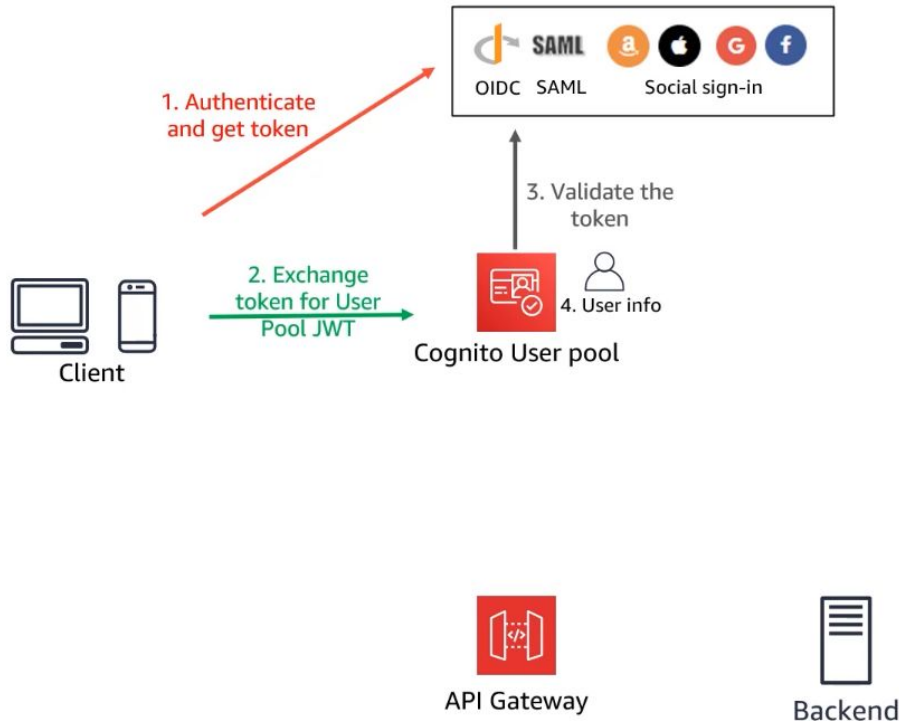 SAML
a
G
f
OIDC SAML Social sign-in
1. Authenticate
and get token
3. Validate the
token
2. Exchange
token for User
Pool JWT
4. User info
Cognito User pool
Client
</>
API Gateway
Backend